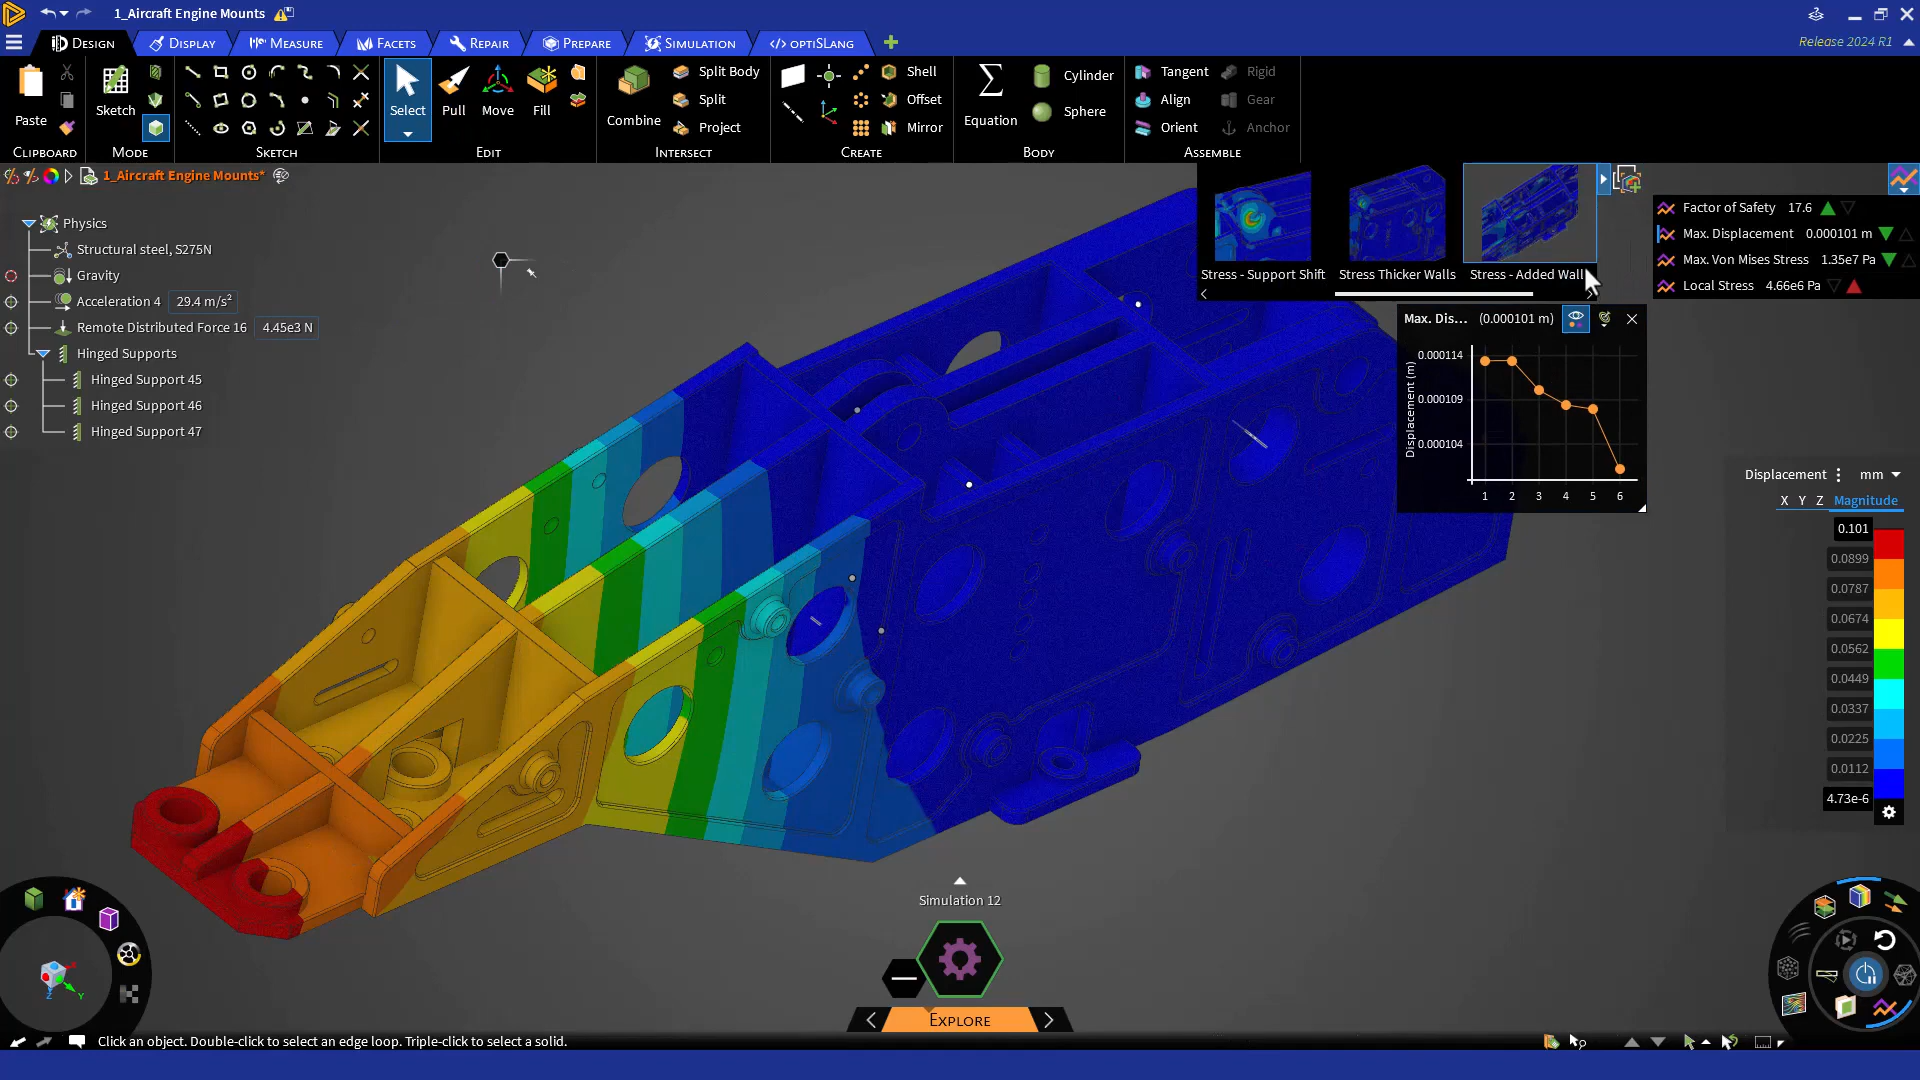 1_Aircraft Engine Mounts
Design
Display
Measure
Facets
Repair
Prepare
Simulation
optiSLang
Release 2024 R1
Paste
Clipboard
Sketch
Mode
Sketch
Select
Pull
Move
Fill
Edit
Combine
Split Body
Split
Project
Intersect
Shell
Offset
Mirror
Create
Equation
Cylinder
Sphere
Body
Tangent
Align
Orient
Rigid
Gear
Anchor
Assemble
1_Aircraft Engine Mounts*
Physics
Structural steel, S275N
Gravity
Acceleration 4 29.4 m/s²
Remote Distributed Force 16 4.45e3 N
Hinged Supports
Hinged Support 45
Hinged Support 46
Hinged Support 47
Stress - Support Shift
Stress Thicker Walls
Stress - Added Wall
Factor of Safety 17.6
Max. Displacement 0.000101 m
Max. Von Mises Stress 1.35e7 Pa
Local Stress 4.66e6 Pa
Max. Dis... (0.000101 m)
Displacement (m)
0.000114
0.000109
0.000104
1 2 3 4 5 6
Displacement mm
X Y Z Magnitude
0.101
0.0899
0.0787
0.0674
0.0562
0.0449
0.0337
0.0225
0.0112
4.73e-6
Simulation 12
Explore
X
Y
Z
Click an object. Double-click to select an edge loop. Triple-click to select a solid.